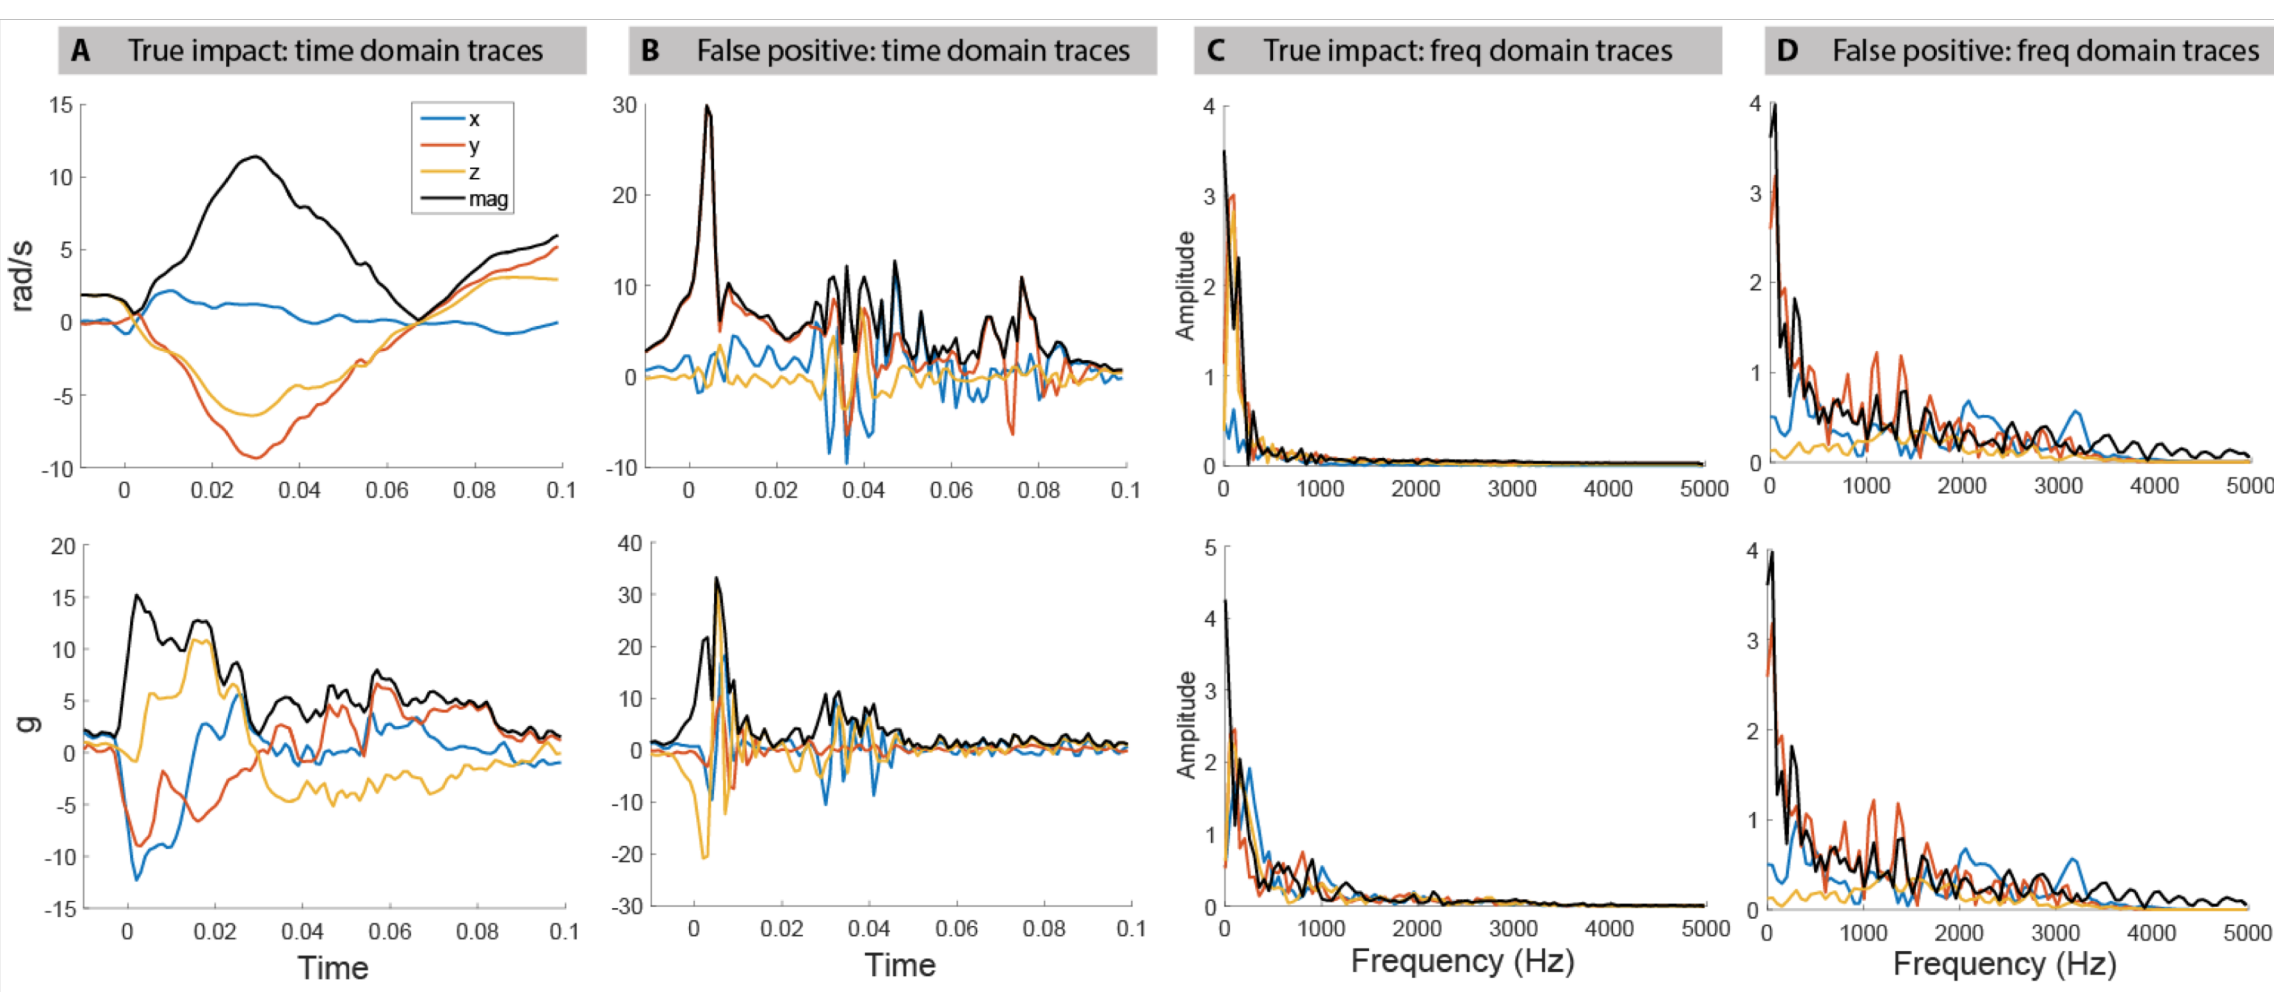 A True impact: time domain traces
B False positive: time domain traces
C True impact: freq domain traces
D False positive: freq domain traces
15
10
5
0
-5
-10
rad/s
0 0.02 0.04 0.06 0.08 0.1
x
y
z
mag
30
20
10
0
-10
0 0.02 0.04 0.06 0.08 0.1
4
3
2
1
0
Amplitude
0 1000 2000 3000 4000 5000
4
3
2
1
0
0 1000 2000 3000 4000 5000
20
15
10
5
0
-5
-10
-15
g
0 0.02 0.04 0.06 0.08 0.1
Time
40
30
20
10
0
-10
-20
-30
0 0.02 0.04 0.06 0.08 0.1
Time
5
4
3
2
1
0
Amplitude
0 1000 2000 3000 4000 5000
Frequency (Hz)
4
3
2
1
0
0 1000 2000 3000 4000 5000
Frequency (Hz)